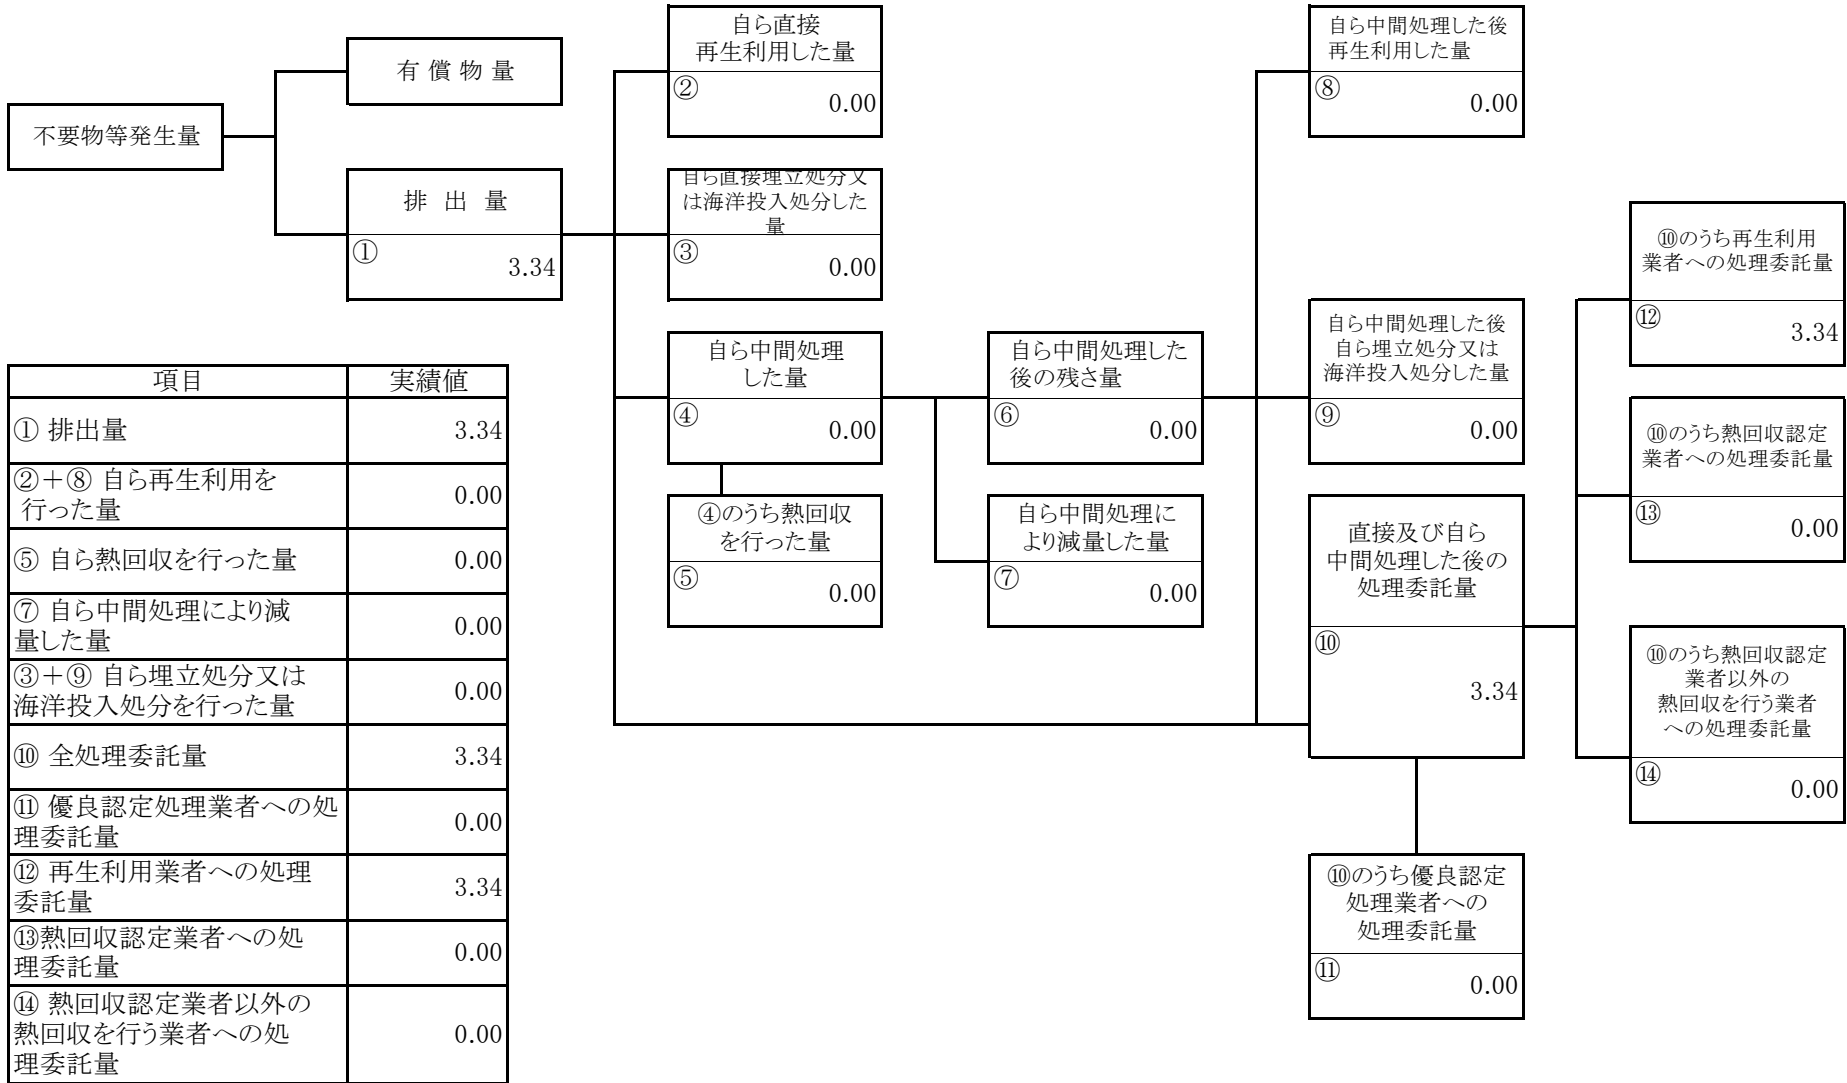 不要物等発生量
有 償 物 量
排 出 量
①
3.34
自ら直接
再生利用した量
②
0.00
自ら直接埋立処分又
は海洋投入処分した
量
③
0.00
自ら中間処理
した量
④
0.00
④のうち熱回収
を行った量
⑤
0.00
自ら中間処理した
後の残さ量
⑥
0.00
自ら中間処理に
より減量した量
⑦
0.00
自ら中間処理した後
再生利用した量
⑧
0.00
自ら中間処理した後
自ら埋立処分又は
海洋投入処分した量
⑨
0.00
直接及び自ら
中間処理した後の
処理委託量
⑩
3.34
⑩のうち優良認定
処理業者への
処理委託量
⑪
0.00
⑩のうち再生利用
業者への処理委託量
⑫
3.34
⑩のうち熱回収認定
業者への処理委託量
⑬
0.00
⑩のうち熱回収認定
業者以外の
熱回収を行う業者
への処理委託量
⑭
0.00
項目 実績値
① 排出量 3.34
②+⑧ 自ら再生利用を
行った量 0.00
⑤ 自ら熱回収を行った量 0.00
⑦ 自ら中間処理により減
量した量 0.00
③+⑨ 自ら埋立処分又は
海洋投入処分を行った量 0.00
⑩ 全処理委託量 3.34
⑪ 優良認定処理業者への処
理委託量 0.00
⑫ 再生利用業者への処理
委託量 3.34
⑬熱回収認定業者への処
理委託量 0.00
⑭ 熱回収認定業者以外の
熱回収を行う業者への処
理委託量 0.00